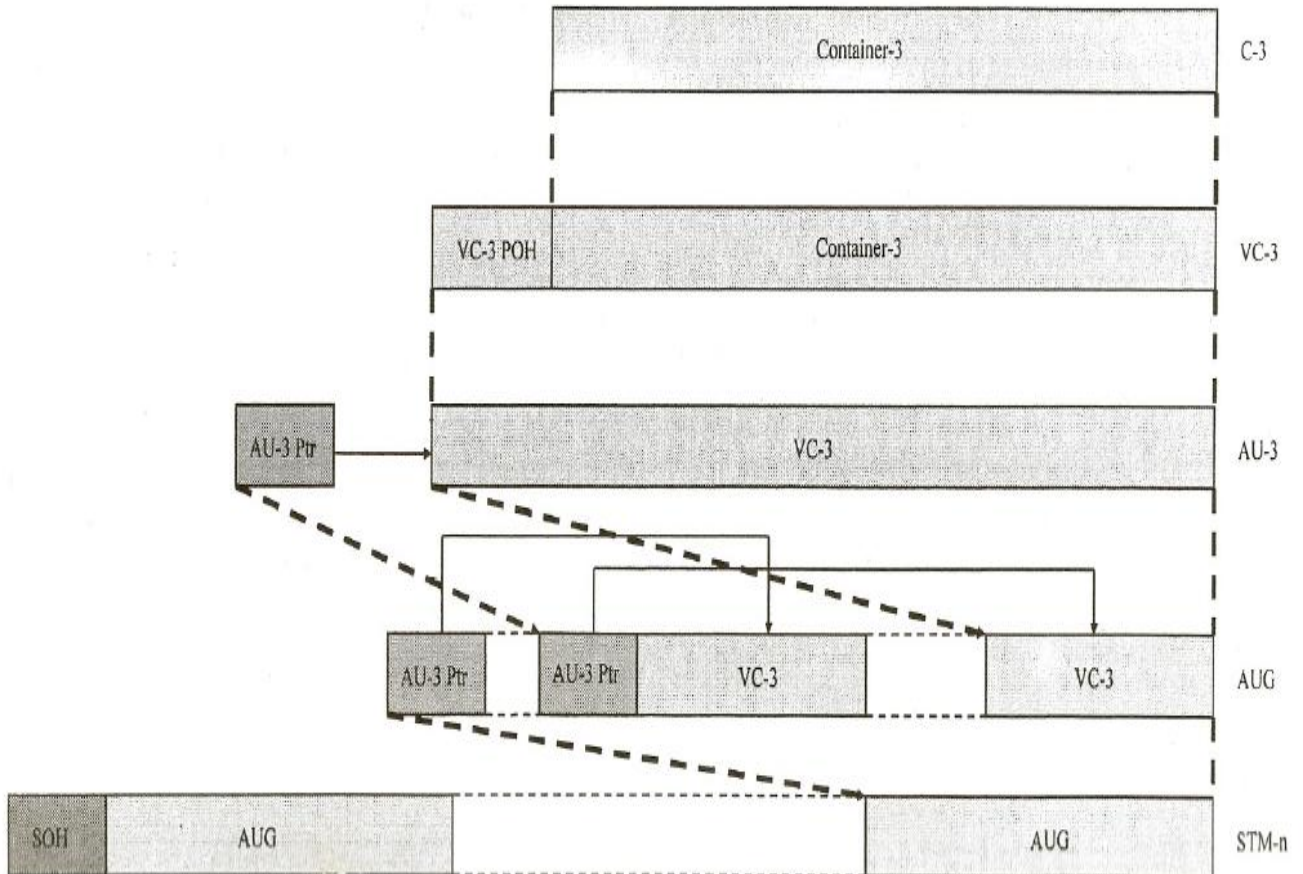 Container-3 C-3
VC-3 POH Container-3 VC-3
AU-3 Ptr VC-3 AU-3
AU-3 Ptr AU-3 Ptr VC-3 VC-3 AUG
SOH AUG AUG STM-n